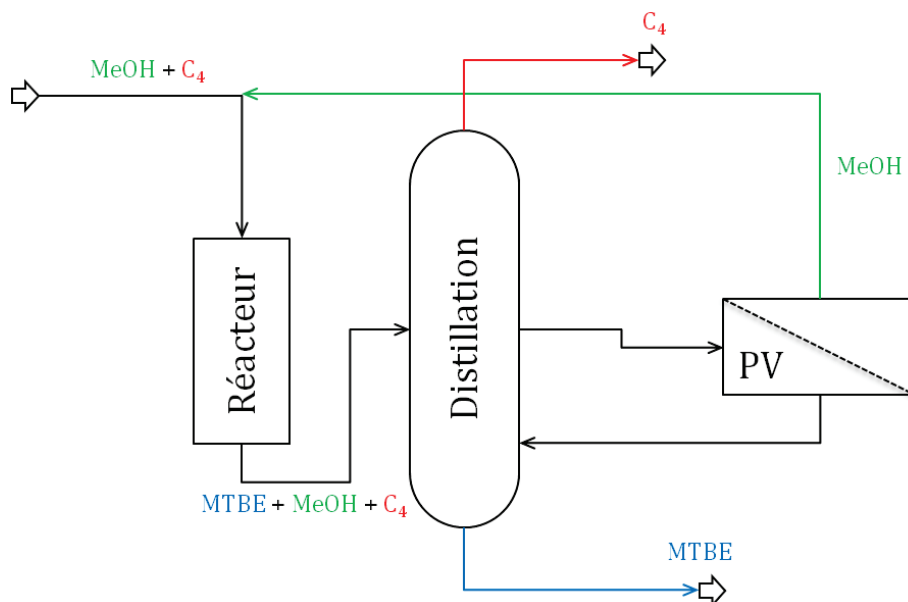 C₄
MeOH + C₄
MeOH
Réacteur
Distillation
PV
MTBE + MeOH + C₄
MTBE